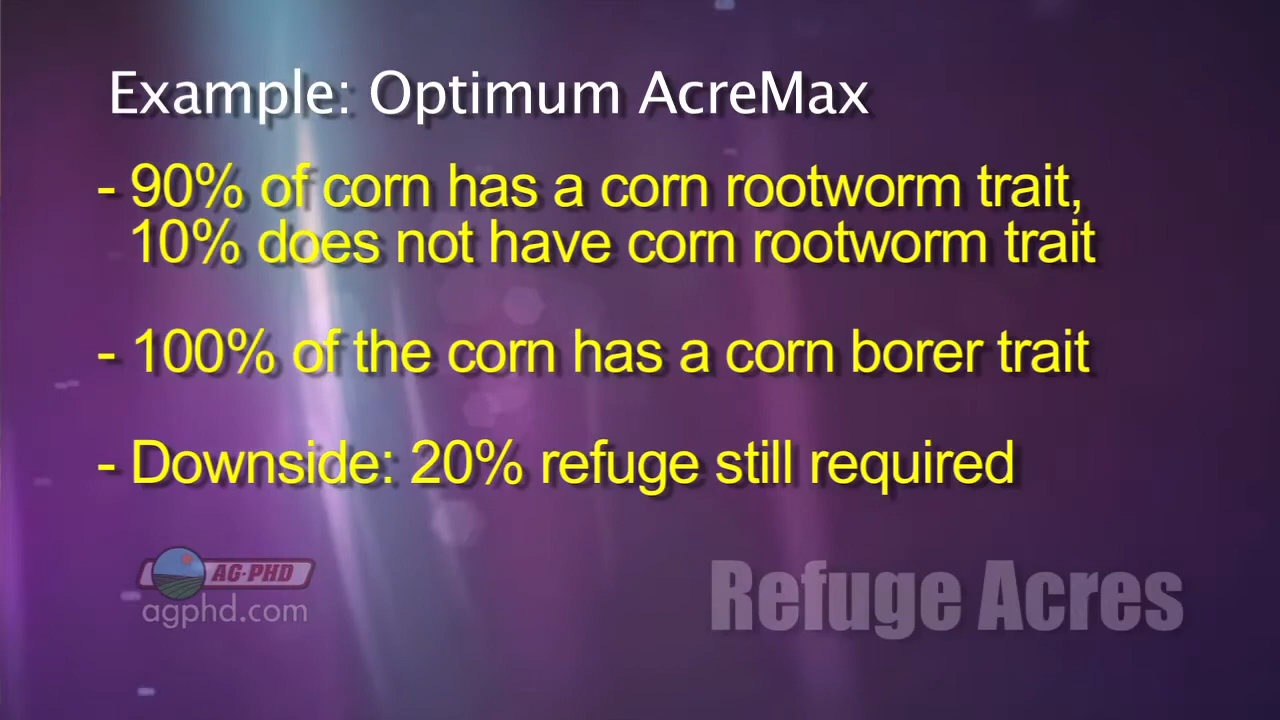 Example: Optimum AcreMax
- 90% of corn has a corn rootworm trait,
10% does not have corn rootworm trait
- 100% of the corn has a corn borer trait
- Downside: 20% refuge still required
AG·PHD
agphd.com
Refuge Acres